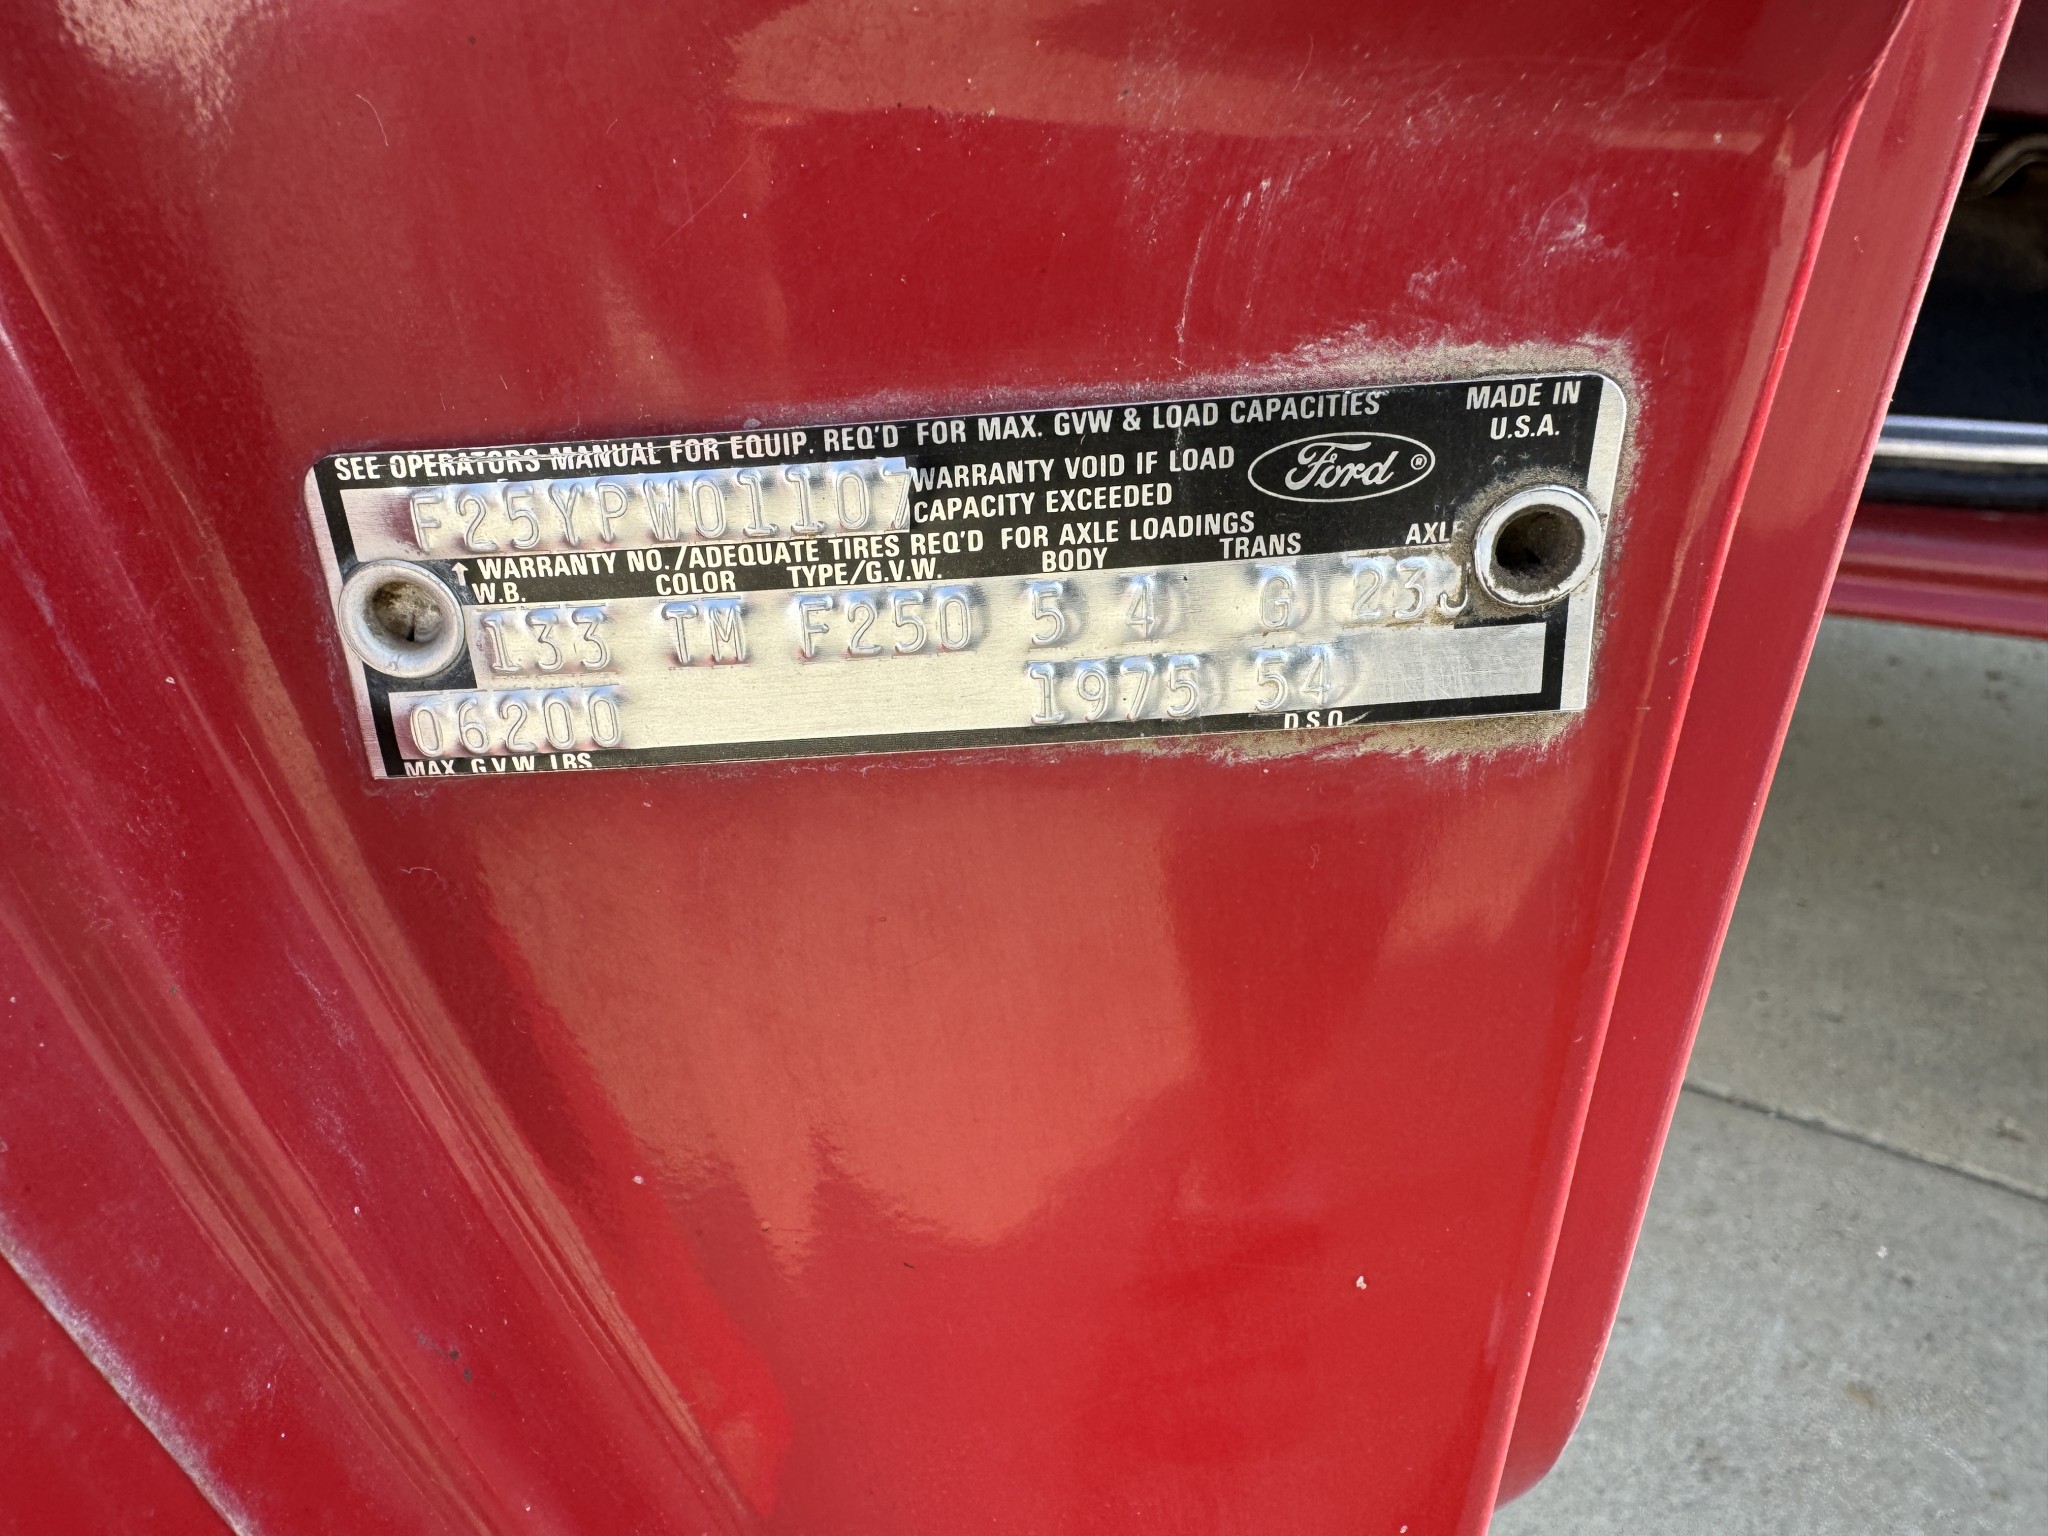 SEE OPERATORS MANUAL FOR EQUIP. REQ'D FOR MAX. GVW & LOAD CAPACITIES
MADE IN
U.S.A.
F25YPW01107
WARRANTY VOID IF LOAD
CAPACITY EXCEEDED
Ford ®
↑ WARRANTY NO./ADEQUATE TIRES REQ'D FOR AXLE LOADINGS
W.B. COLOR TYPE/G.V.W. BODY TRANS AXLE
133 TM F250 5 4 G 23J
06200 1975 54
MAX. G.V.W. LBS D.S.O.